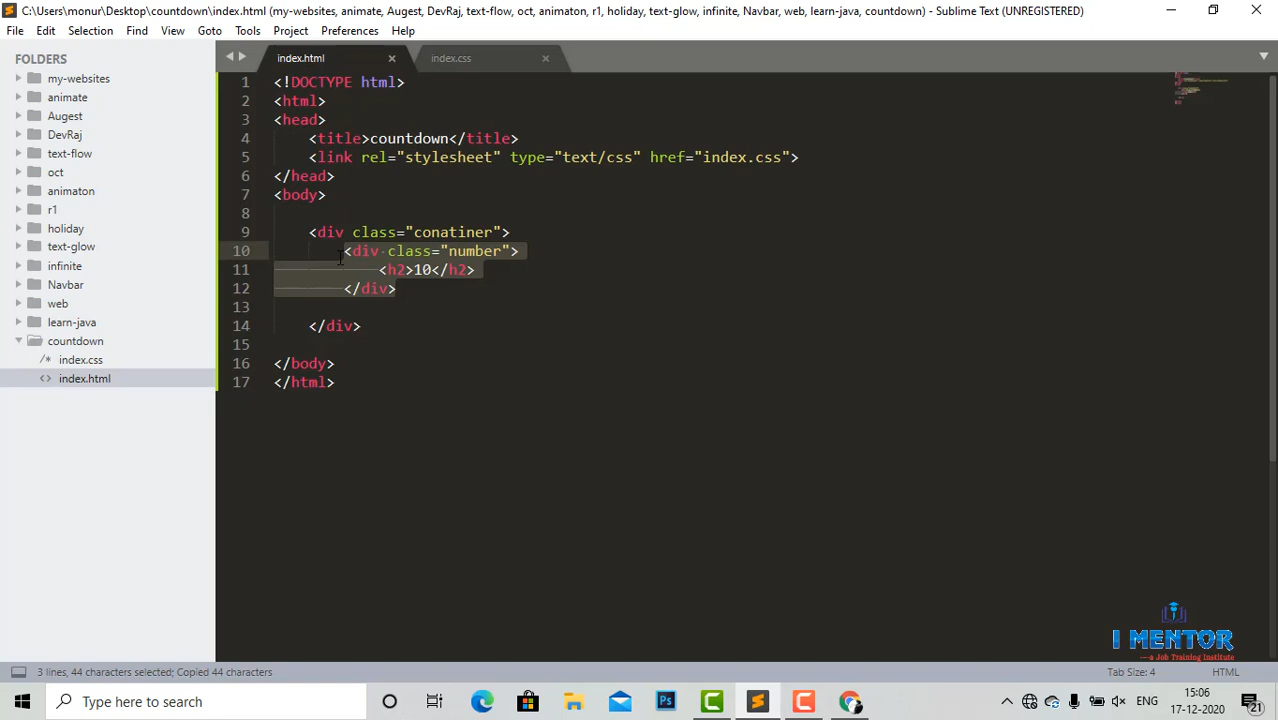 C:\Users\monur\Desktop\countdown\index.html (my-websites, animate, Augest, DevRaj, text-flow, oct, animaton, r1, holiday, text-glow, infinite, Navbar, web, learn-java, countdown) - Sublime Text (UNREGISTERED)
File Edit Selection Find View Goto Tools Project Preferences Help
FOLDERS
my-websites
animate
Augest
DevRaj
text-flow
oct
animaton
r1
holiday
text-glow
infinite
Navbar
web
learn-java
countdown
index.css
index.html
index.html index.css
1 <!DOCTYPE html>
2 <html>
3 <head>
4 <title>countdown</title>
5 <link rel="stylesheet" type="text/css" href="index.css">
6 </head>
7 <body>
8
9 <div class="conatiner">
10 <div class="number">
11 <h2>10</h2>
12 </div>
13
14 </div>
15
16 </body>
17 </html>
I MENTOR
—a Job Training Institute
3 lines, 44 characters selected; Copied 44 characters Tab Size: 4 HTML
Type here to search
Ps
ENG
15:06
17-12-2020
21